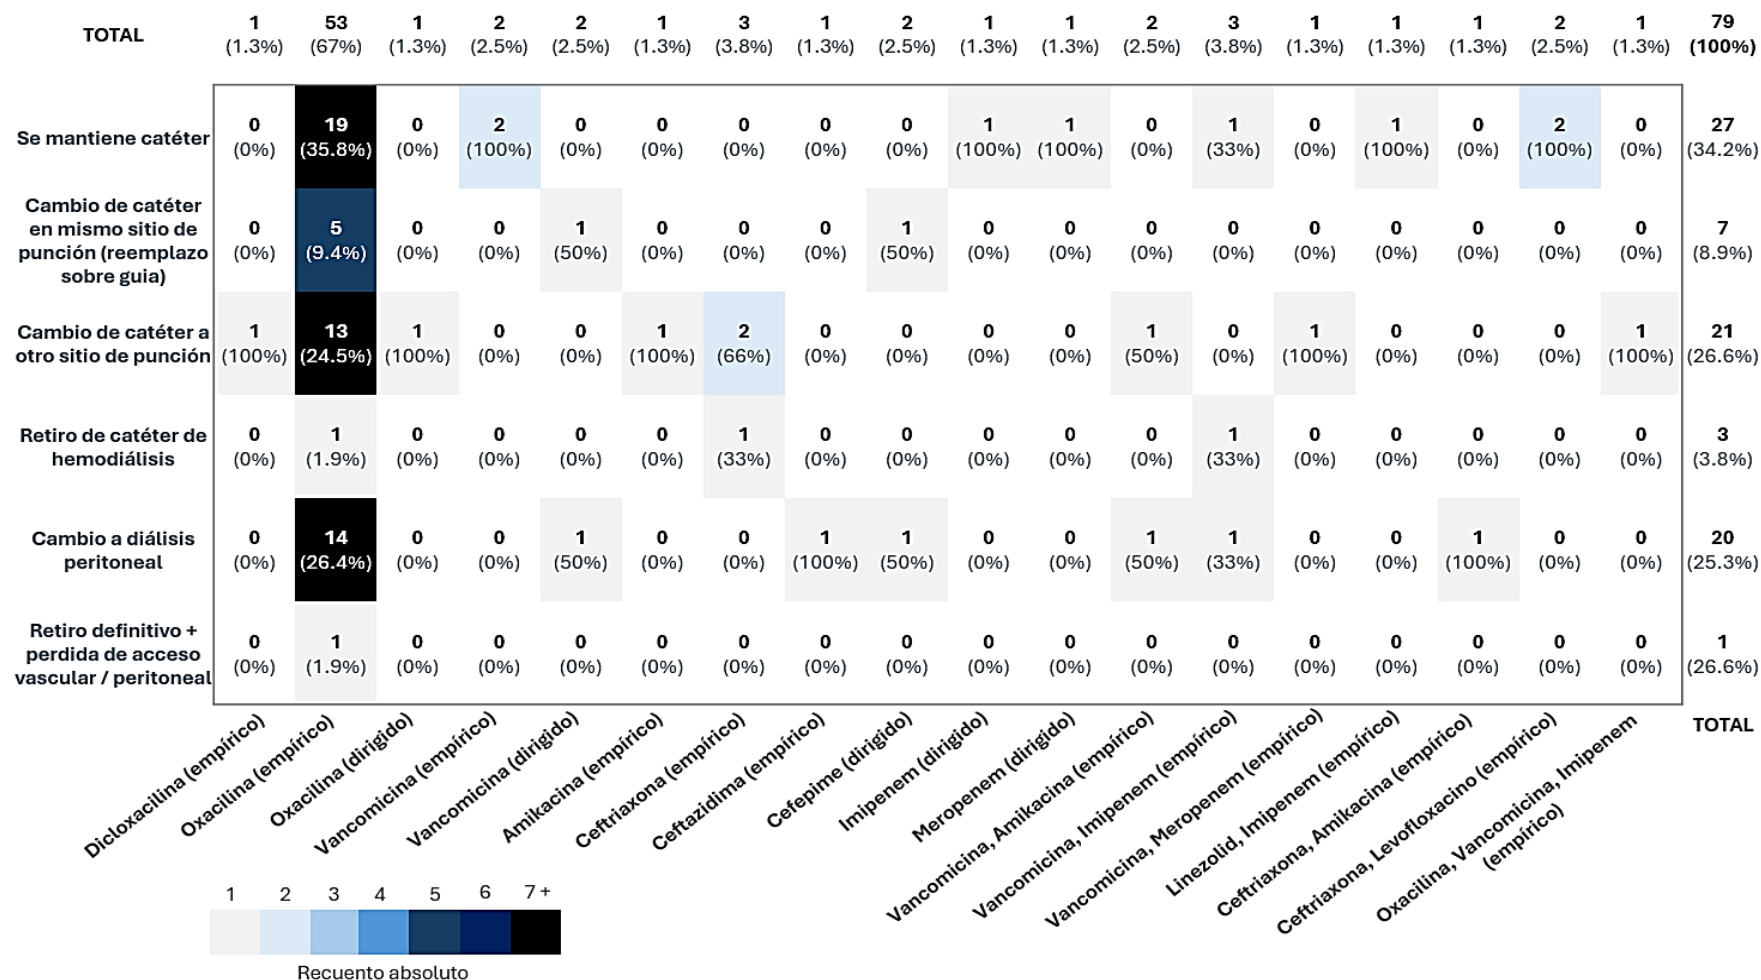 TOTAL 1 53 1 2 2 1 3 1 2 1 1 2 3 1 1 1 2 1 79
(1.3%) (67%) (1.3%) (2.5%) (2.5%) (1.3%) (3.8%) (1.3%) (2.5%) (1.3%) (1.3%) (2.5%) (3.8%) (1.3%) (1.3%) (1.3%) (2.5%) (1.3%) (100%)
Se mantiene catéter
0 19 0 2 0 0 0 0 0 1 1 0 1 0 1 0 2 0 27
(0%) (35.8%) (0%) (100%) (0%) (0%) (0%) (0%) (0%) (100%) (100%) (0%) (33%) (0%) (100%) (0%) (100%) (0%) (34.2%)
Cambio de catéter
en mismo sitio de
punción (reemplazo
sobre guia)
0 5 0 0 1 0 0 0 1 0 0 0 0 0 0 0 0 0 7
(0%) (9.4%) (0%) (0%) (50%) (0%) (0%) (0%) (50%) (0%) (0%) (0%) (0%) (0%) (0%) (0%) (0%) (0%) (8.9%)
Cambio de catéter a
otro sitio de punción
1 13 1 0 0 1 2 0 0 0 0 1 0 1 0 0 0 1 21
(100%) (24.5%) (100%) (0%) (0%) (100%) (66%) (0%) (0%) (0%) (0%) (50%) (0%) (100%) (0%) (0%) (0%) (100%) (26.6%)
Retiro de catéter de
hemodiálisis
0 1 0 0 0 0 1 0 0 0 0 0 1 0 0 0 0 0 3
(0%) (1.9%) (0%) (0%) (0%) (0%) (33%) (0%) (0%) (0%) (0%) (0%) (33%) (0%) (0%) (0%) (0%) (0%) (3.8%)
Cambio a diálisis
peritoneal
0 14 0 0 1 0 0 1 1 0 0 1 1 0 0 1 0 0 20
(0%) (26.4%) (0%) (0%) (50%) (0%) (0%) (100%) (50%) (0%) (0%) (50%) (33%) (0%) (0%) (100%) (0%) (0%) (25.3%)
Retiro definitivo +
perdida de acceso
vascular / peritoneal
0 1 0 0 0 0 0 0 0 0 0 0 0 0 0 0 0 0 1
(0%) (1.9%) (0%) (0%) (0%) (0%) (0%) (0%) (0%) (0%) (0%) (0%) (0%) (0%) (0%) (0%) (0%) (0%) (26.6%)
Dicloxacilina (empírico)
Oxacilina (empírico)
Oxacilina (dirigido)
Vancomicina (empírico)
Vancomicina (dirigido)
Amikacina (empírico)
Ceftriaxona (empírico)
Ceftazidima (empírico)
Cefepime (dirigido)
Imipenem (dirigido)
Meropenem (dirigido)
Vancomicina, Amikacina (empírico)
Vancomicina, Imipenem (empírico)
Vancomicina, Meropenem (empírico)
Linezolid, Imipenem (empírico)
Ceftriaxona, Amikacina (empírico)
Ceftriaxona, Levofloxacino (empírico)
Oxacilina, Vancomicina, Imipenem
(empírico)
TOTAL
1 2 3 4 5 6 7 +
Recuento absoluto